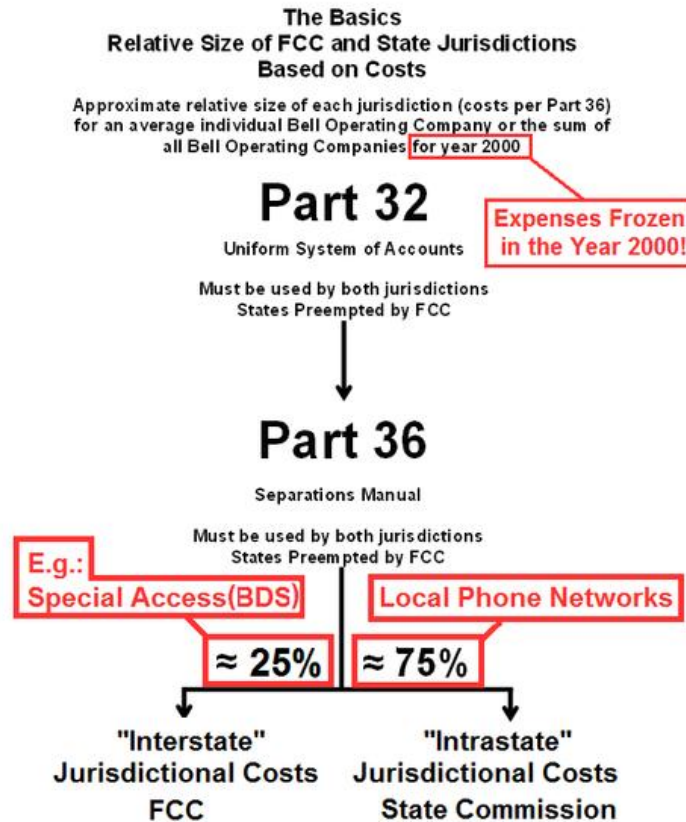 The Basics
Relative Size of FCC and State Jurisdictions
Based on Costs
Approximate relative size of each jurisdiction (costs per Part 36)
for an average individual Bell Operating Company or the sum of
all Bell Operating Companies for year 2000
Part 32
Expenses Frozen
in the Year 2000!
Uniform System of Accounts
Must be used by both jurisdictions
States Preempted by FCC
Part 36
Separations Manual
Must be used by both jurisdictions
States Preempted by FCC
E.g.:
Special Access(BDS)
Local Phone Networks
≈ 25%
≈ 75%
"Interstate"
Jurisdictional Costs
FCC
"Intrastate"
Jurisdictional Costs
State Commission